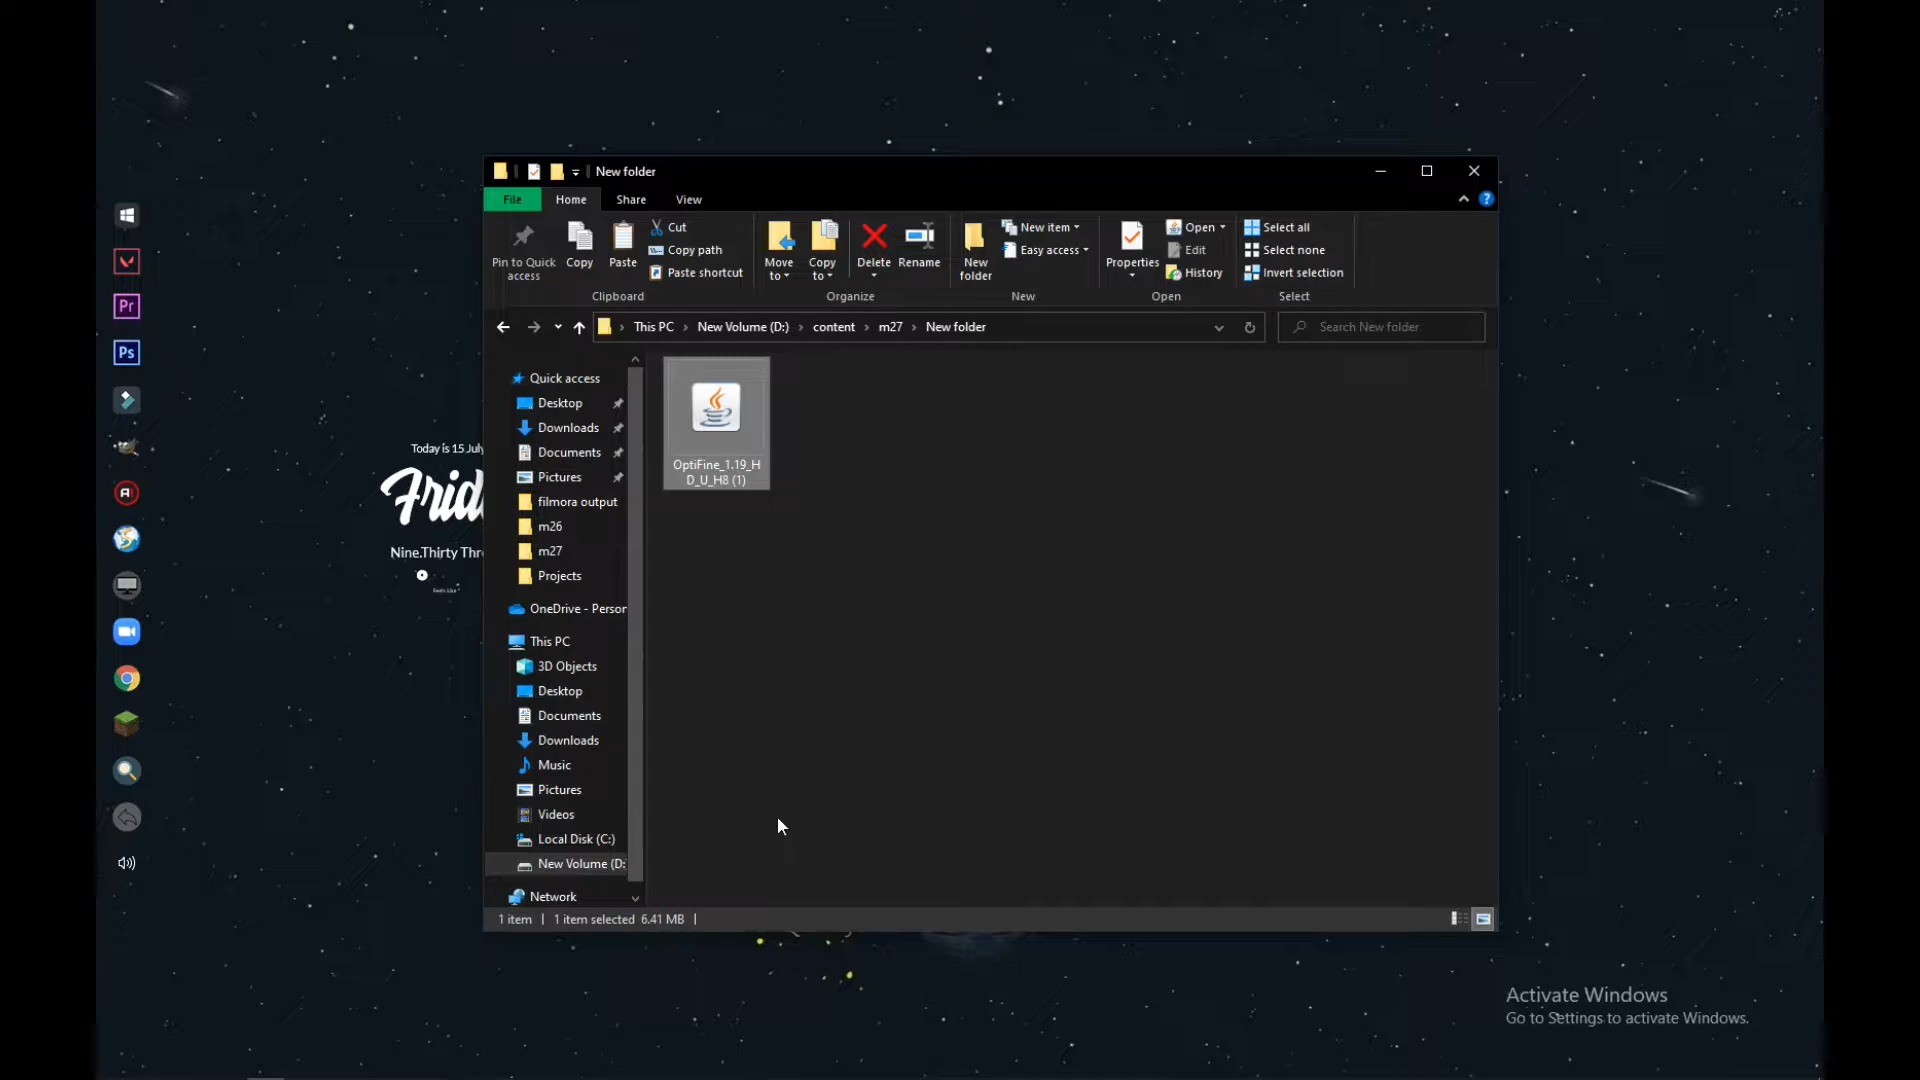 New folder
File
Home
Share
View
Pin to Quick
access
Copy
Paste
Cut
Copy path
Paste shortcut
Clipboard
Move
to
Copy
to
Delete
Rename
Organize
New
folder
New item
Easy access
New
Properties
Open
Edit
History
Open
Select all
Select none
Invert selection
Select
This PC
New Volume (D:)
content
m27
New folder
Search New folder
Quick access
Desktop
Downloads
Documents
Pictures
filmora output
m26
m27
Projects
OneDrive - Person
This PC
3D Objects
Desktop
Documents
Downloads
Music
Pictures
Videos
Local Disk (C:)
New Volume (D:
Network
OptiFine_1.19_H
D_U_H8 (1)
1 item
1 item selected 6.41 MB
Today is 15 July
Frid
Nine.Thirty Thr
Pr
Ps
Activate Windows
Go to Settings to activate Windows.